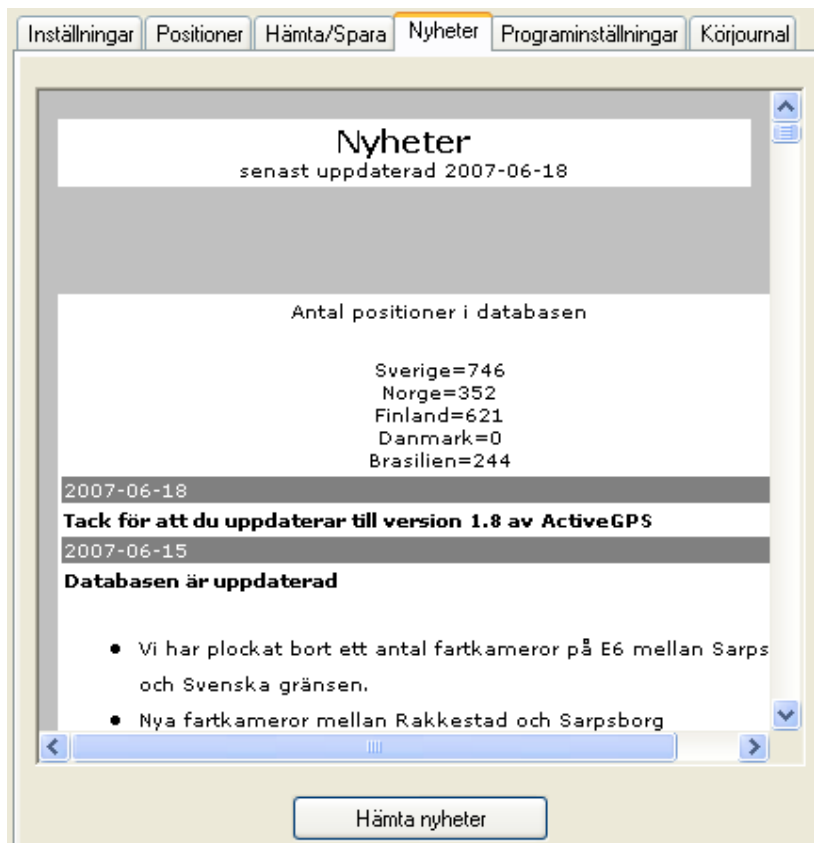 Inställningar Positioner Hämta/Spara Nyheter Programinställningar Körjournal
Nyheter
senast uppdaterad 2007-06-18
Antal positioner i databasen
Sverige=746
Norge=352
Finland=621
Danmark=0
Brasilien=244
2007-06-18
Tack för att du uppdaterar till version 1.8 av ActiveGPS
2007-06-15
Databasen är uppdaterad
Vi har plockat bort ett antal fartkameror på E6 mellan Sarps
och Svenska gränsen.
Nya fartkameror mellan Rakkestad och Sarpsborg
Hämta nyheter